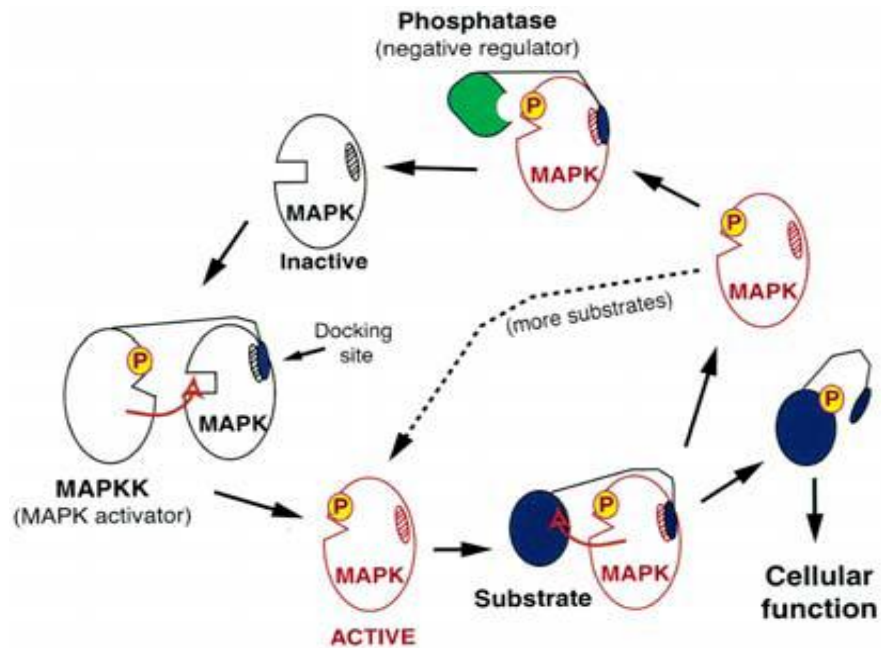 Phosphatase
(negative regulator)
P
MAPK
MAPK
Inactive
P
MAPK
(more substrates)
Docking
site
P
MAPK
P
MAPKK
(MAPK activator)
P
MAPK
ACTIVE
P
MAPK
Substrate
Cellular
function